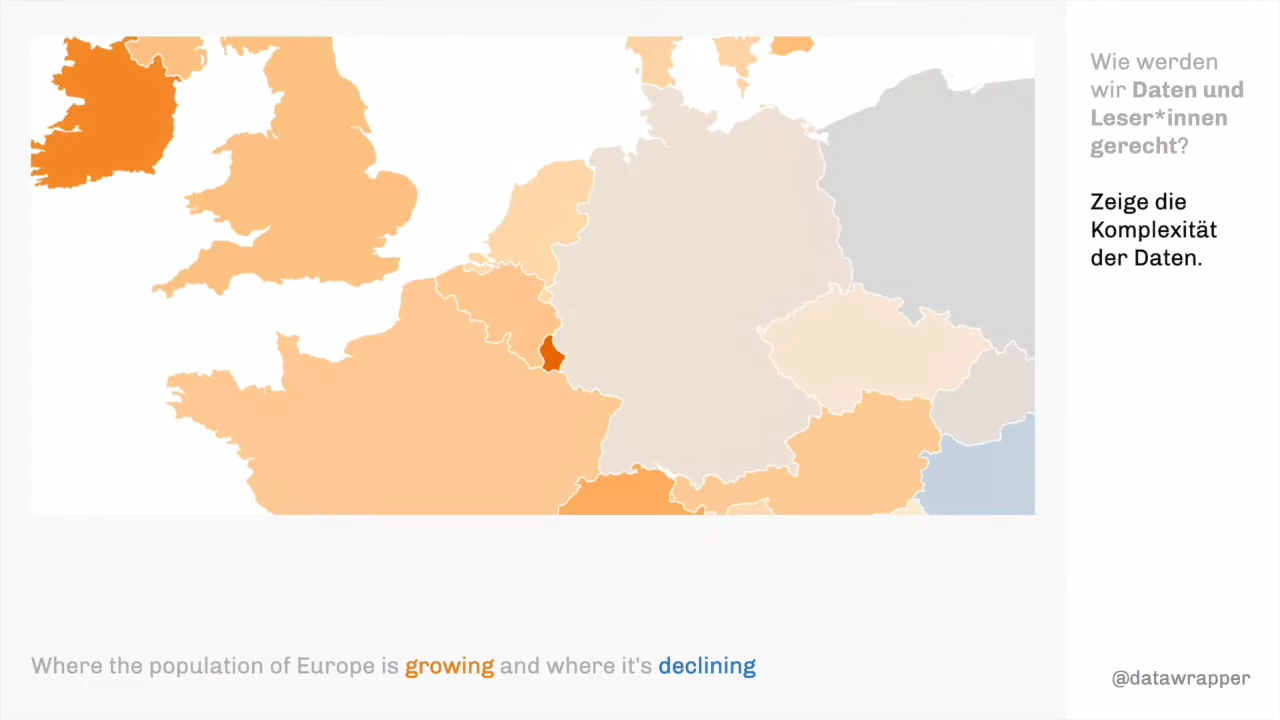 Wie werden
wir Daten und
Leser*innen
gerecht?
Zeige die
Komplexität
der Daten.
Where the population of Europe is growing and where it's declining
@datawrapper